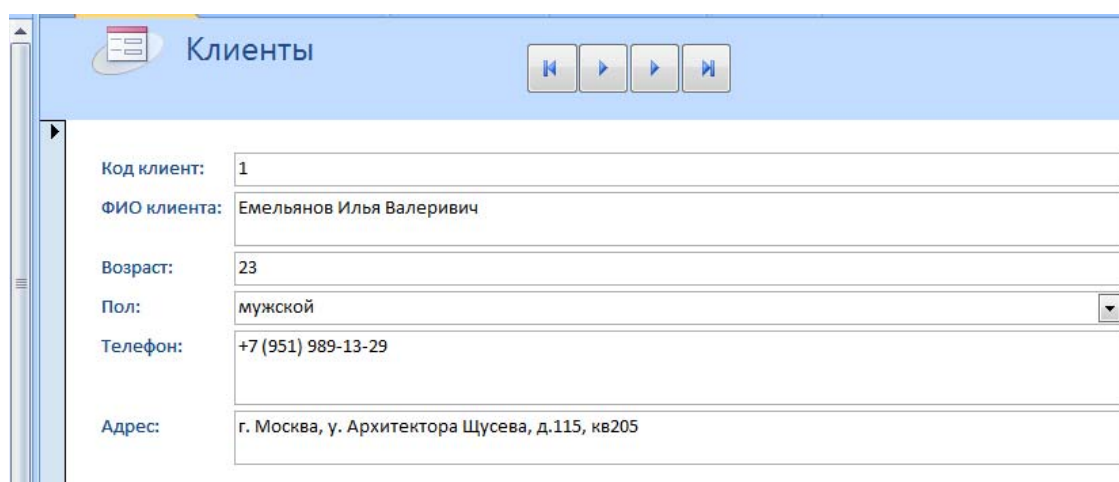 Клиенты
Код клиент: 1
ФИО клиента: Емельянов Илья Валеривич
Возраст: 23
Пол: мужской
Телефон: +7 (951) 989-13-29
Адрес: г. Москва, у. Архитектора Щусева, д.115, кв205